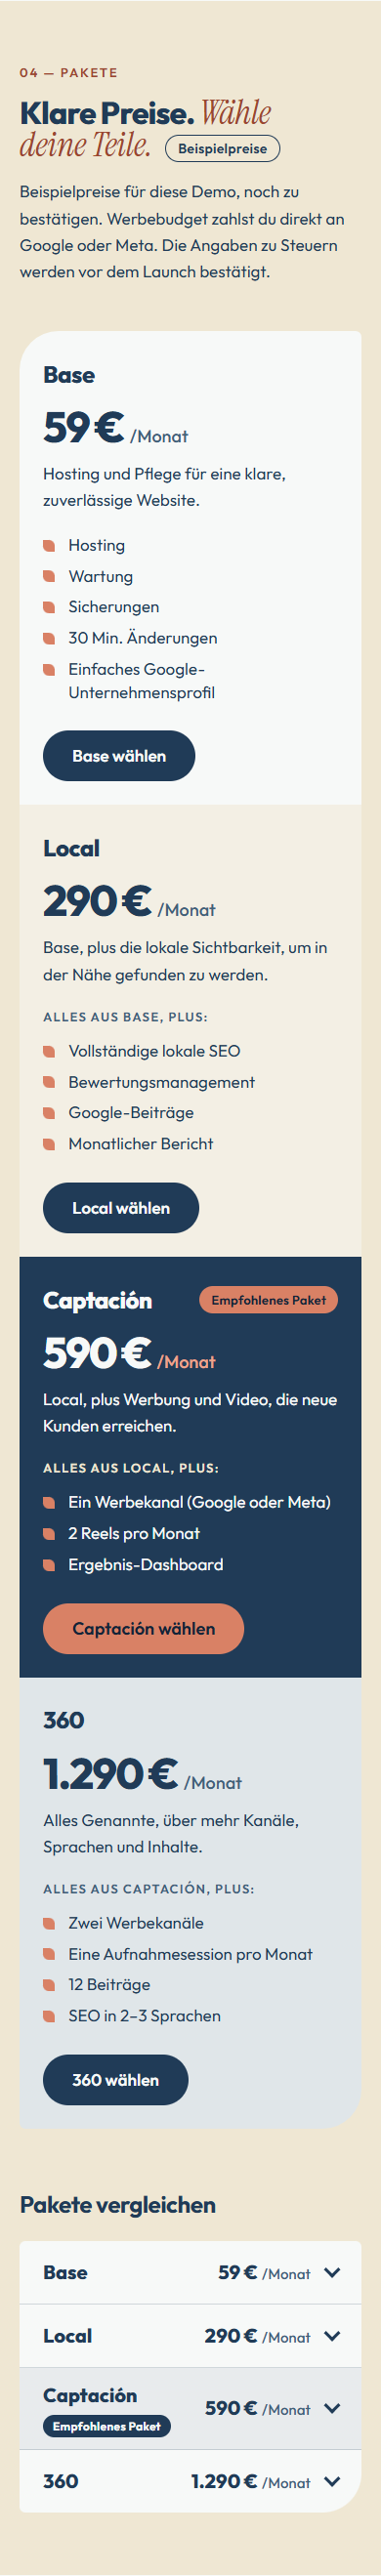 04 — PAKETE
Klare Preise. Wähle
deine Teile. Beispielpreise
Beispielpreise für diese Demo, noch zu
bestätigen. Werbebudget zahlst du direkt an
Google oder Meta. Die Angaben zu Steuern
werden vor dem Launch bestätigt.
Base
59 € /Monat
Hosting und Pflege für eine klare,
zuverlässige Website.
Hosting
Wartung
Sicherungen
30 Min. Änderungen
Einfaches Google-
Unternehmensprofil
Base wählen
Local
290 € /Monat
Base, plus die lokale Sichtbarkeit, um in
der Nähe gefunden zu werden.
ALLES AUS BASE, PLUS:
Vollständige lokale SEO
Bewertungsmanagement
Google-Beiträge
Monatlicher Bericht
Local wählen
Captación Empfohlenes Paket
590 € /Monat
Local, plus Werbung und Video, die neue
Kunden erreichen.
ALLES AUS LOCAL, PLUS:
Ein Werbekanal (Google oder Meta)
2 Reels pro Monat
Ergebnis-Dashboard
Captación wählen
360
1.290 € /Monat
Alles Genannte, über mehr Kanäle,
Sprachen und Inhalte.
ALLES AUS CAPTACIÓN, PLUS:
Zwei Werbekanäle
Eine Aufnahmesession pro Monat
12 Beiträge
SEO in 2–3 Sprachen
360 wählen
Pakete vergleichen
Base 59 € /Monat
Local 290 € /Monat
Captación 590 € /Monat
Empfohlenes Paket
360 1.290 € /Monat